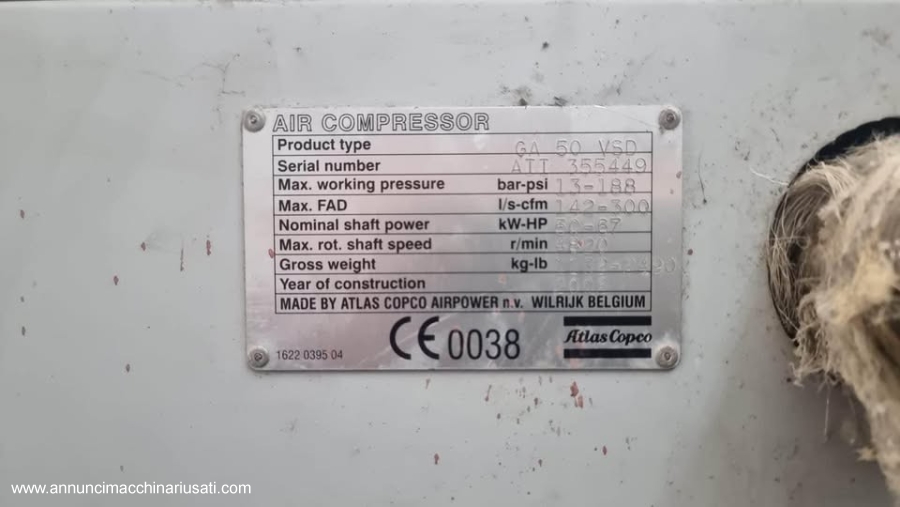 AIR COMPRESSOR
Product type GA 50 VSD
Serial number ATI 355449
Max. working pressure bar-psi 13-188
Max. FAD l/s-cfm 142-300
Nominal shaft power kW-HP
Max. rot. shaft speed r/min
Gross weight kg-lb
Year of construction
MADE BY ATLAS COPCO AIRPOWER n.v. WILRIJK BELGIUM
1622 0395 04 CE 0038 Atlas Copco
www.annuncimacchinariusati.com